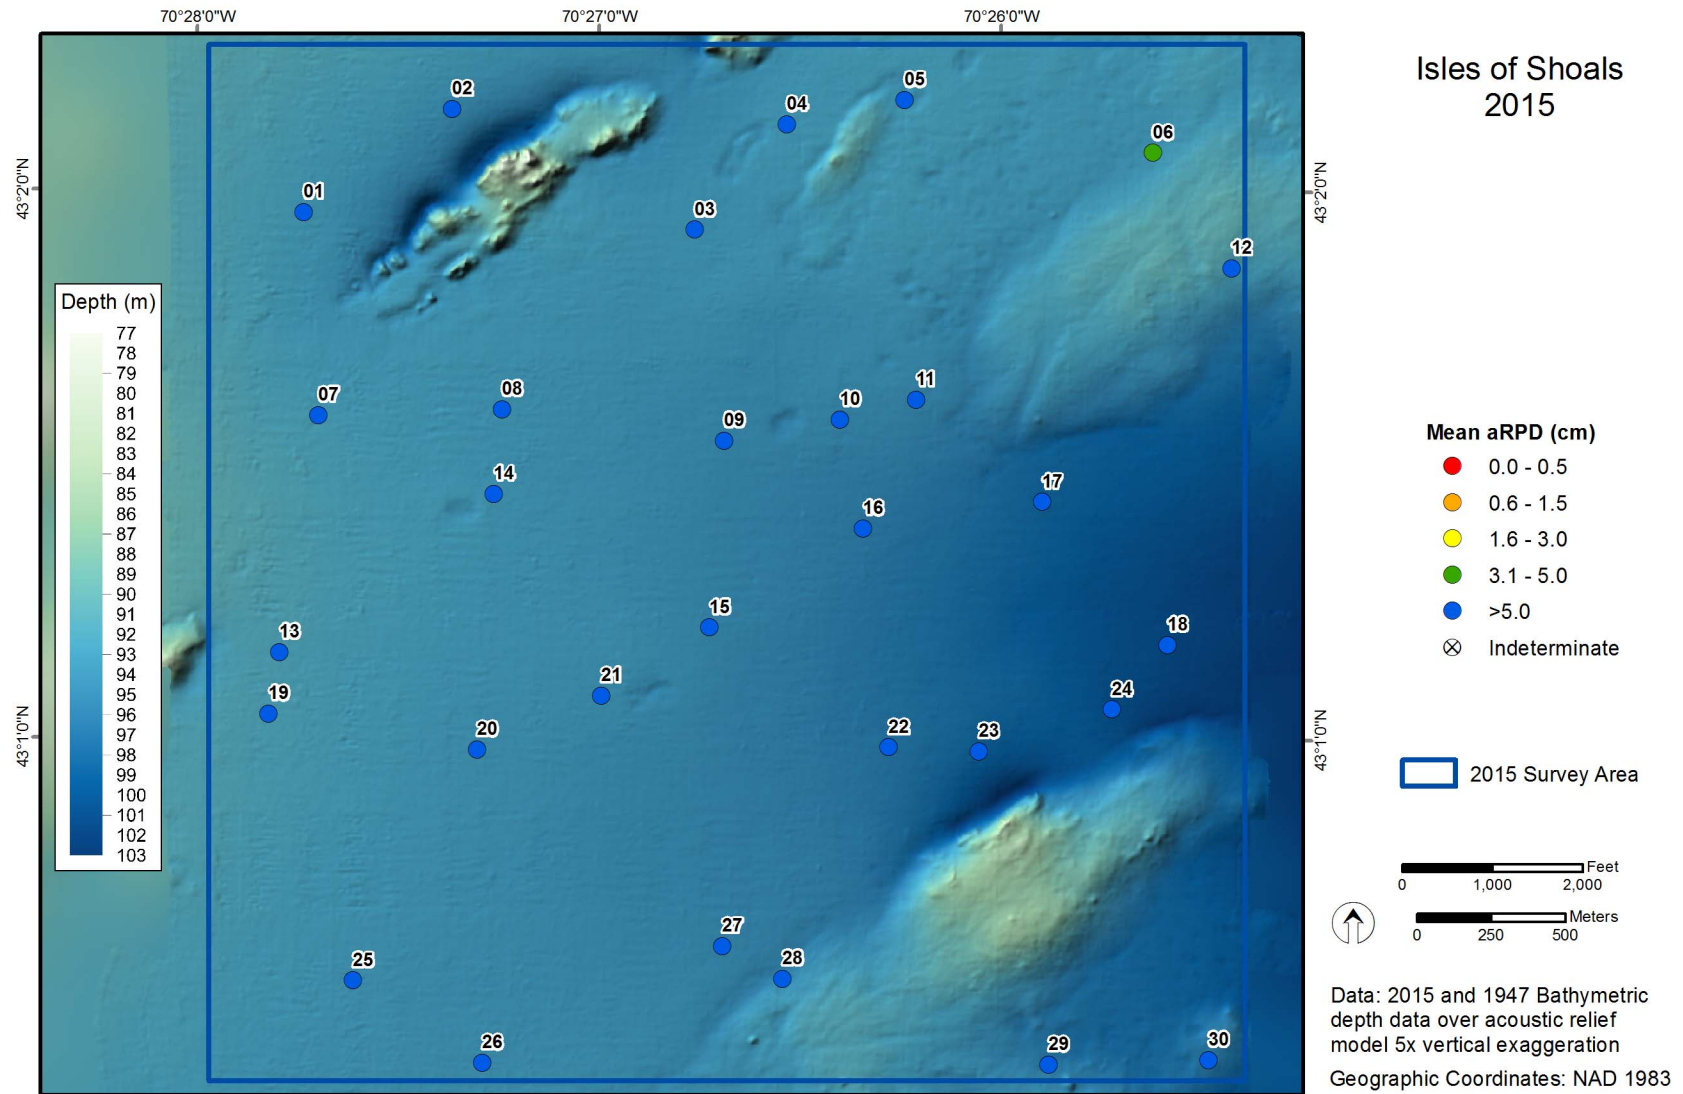 70°28'0"W
70°27'0"W
70°26'0"W
Isles of Shoals
2015
43°2'0"N
43°2'0"N
43°1'0"N
43°1'0"N
02
05
04
06
01
03
12
07
08
11
10
09
14
17
16
15
18
13
21
24
19
20
22
23
27
28
25
26
29
30
Depth (m)
77
78
79
80
81
82
83
84
85
86
87
88
89
90
91
92
93
94
95
96
97
98
99
100
101
102
103
Mean aRPD (cm)
0.0 - 0.5
0.6 - 1.5
1.6 - 3.0
3.1 - 5.0
>5.0
Indeterminate
2015 Survey Area
Feet
0 1,000 2,000
Meters
0 250 500
Data: 2015 and 1947 Bathymetric
depth data over acoustic relief
model 5x vertical exaggeration
Geographic Coordinates: NAD 1983